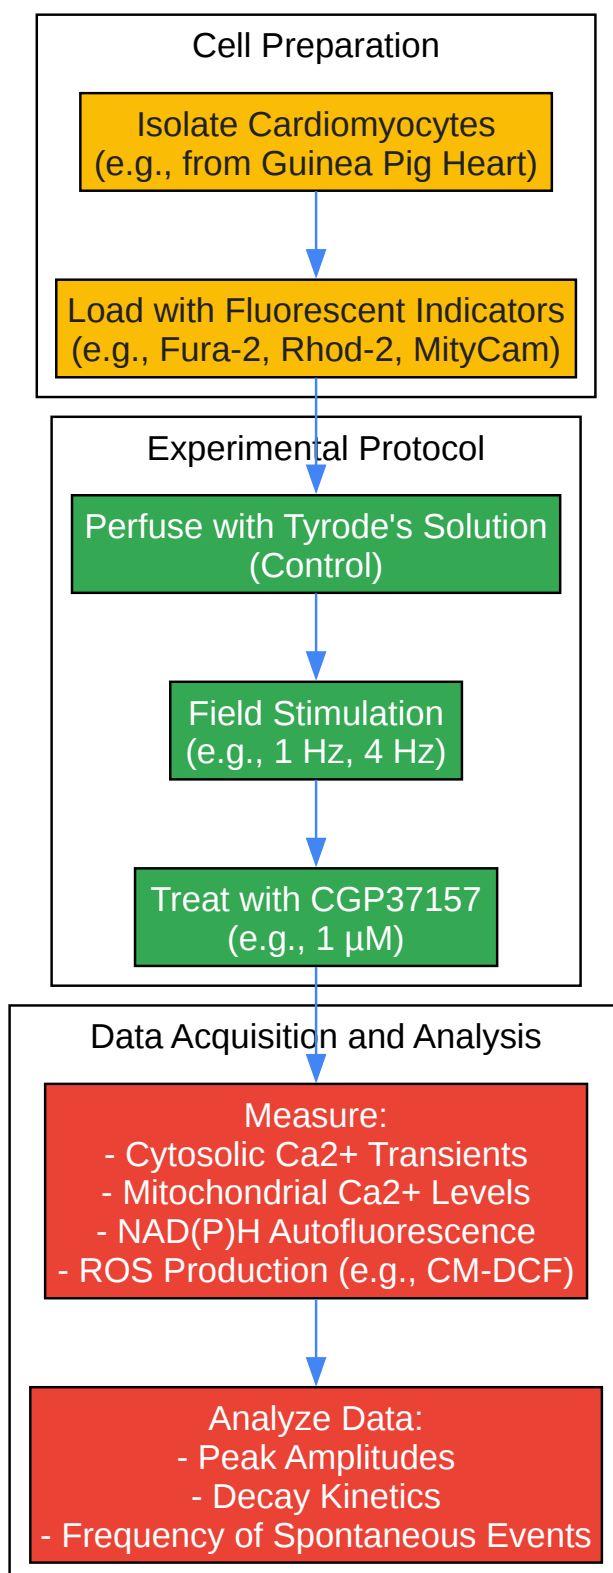 Cell Preparation
Isolate Cardiomyocytes
(e.g., from Guinea Pig Heart)
Load with Fluorescent Indicators
(e.g., Fura-2, Rhod-2, MityCam)
Experimental Protocol
Perfuse with Tyrode's Solution
(Control)
Field Stimulation
(e.g., 1 Hz, 4 Hz)
Treat with CGP37157
(e.g., 1 µM)
Data Acquisition and Analysis
Measure:
- Cytosolic Ca2+ Transients
- Mitochondrial Ca2+ Levels
- NAD(P)H Autofluorescence
- ROS Production (e.g., CM-DCF)
Analyze Data:
- Peak Amplitudes
- Decay Kinetics
- Frequency of Spontaneous Events